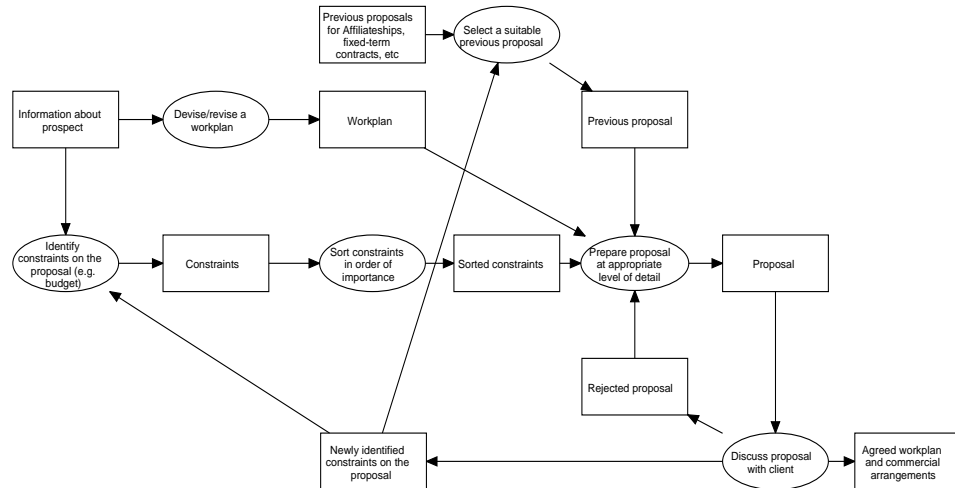 Previous proposals
for Affiliateships,
fixed-term
contracts, etc
Select a suitable
previous proposal
Information about
prospect
Devise/revise a
workplan
Workplan
Previous proposal
Identify
constraints on the
proposal (e.g.
budget)
Constraints
Sort constraints
in order of
importance
Sorted constraints
Prepare proposal
at appropriate
level of detail
Proposal
Rejected proposal
Newly identified
constraints on the
proposal
Discuss proposal
with client
Agreed workplan
and commercial
arrangements